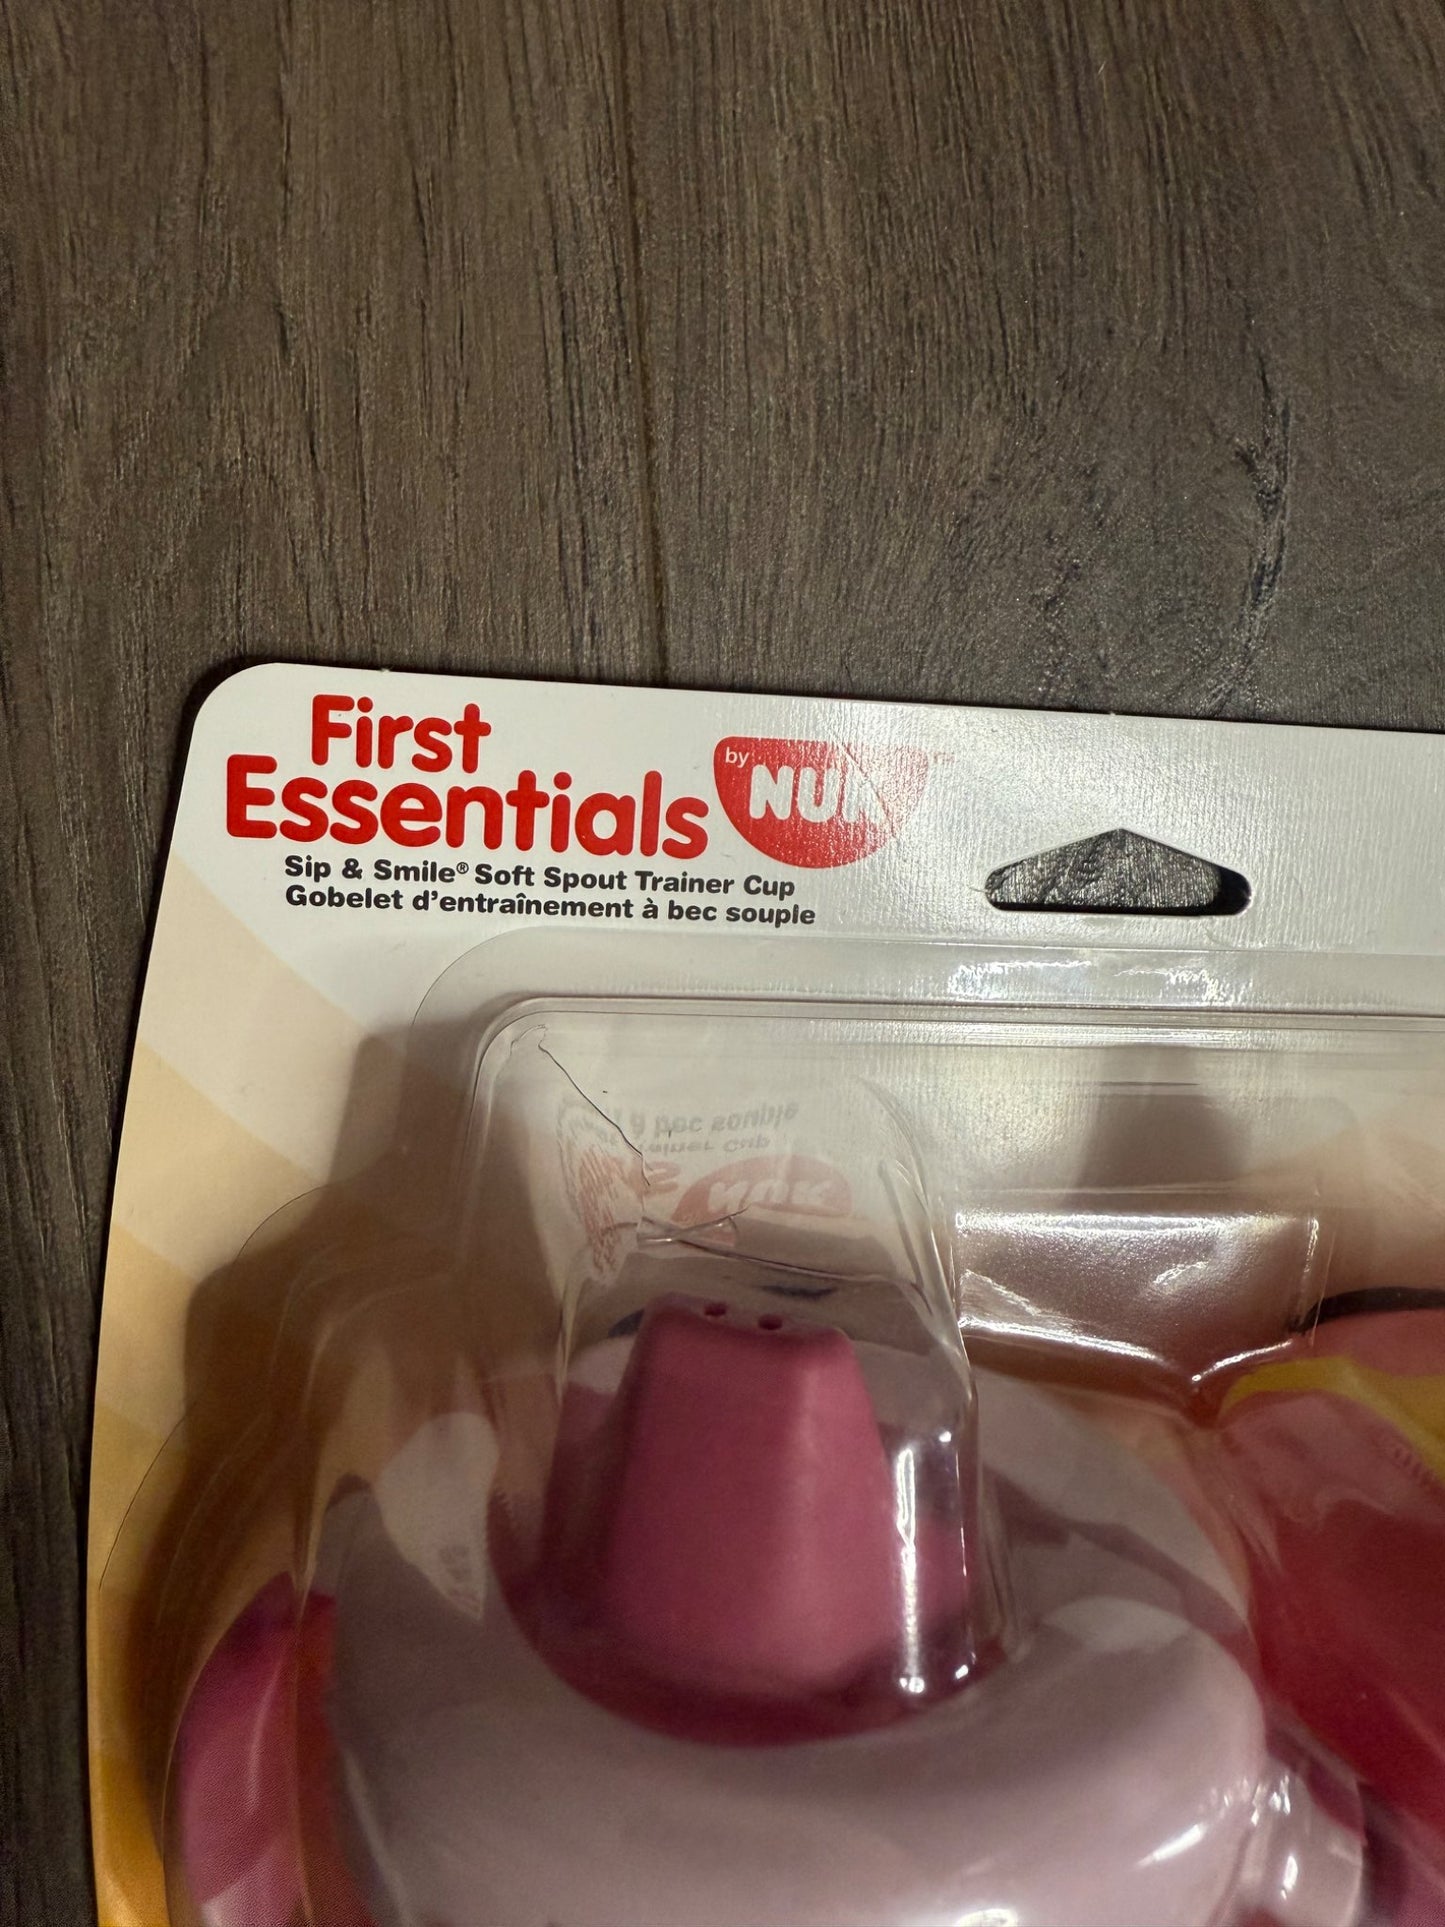 First
Essentials
by NUK
Sip & Smile® Soft Spout Trainer Cup
Gobelet d'entraînement à bec souple